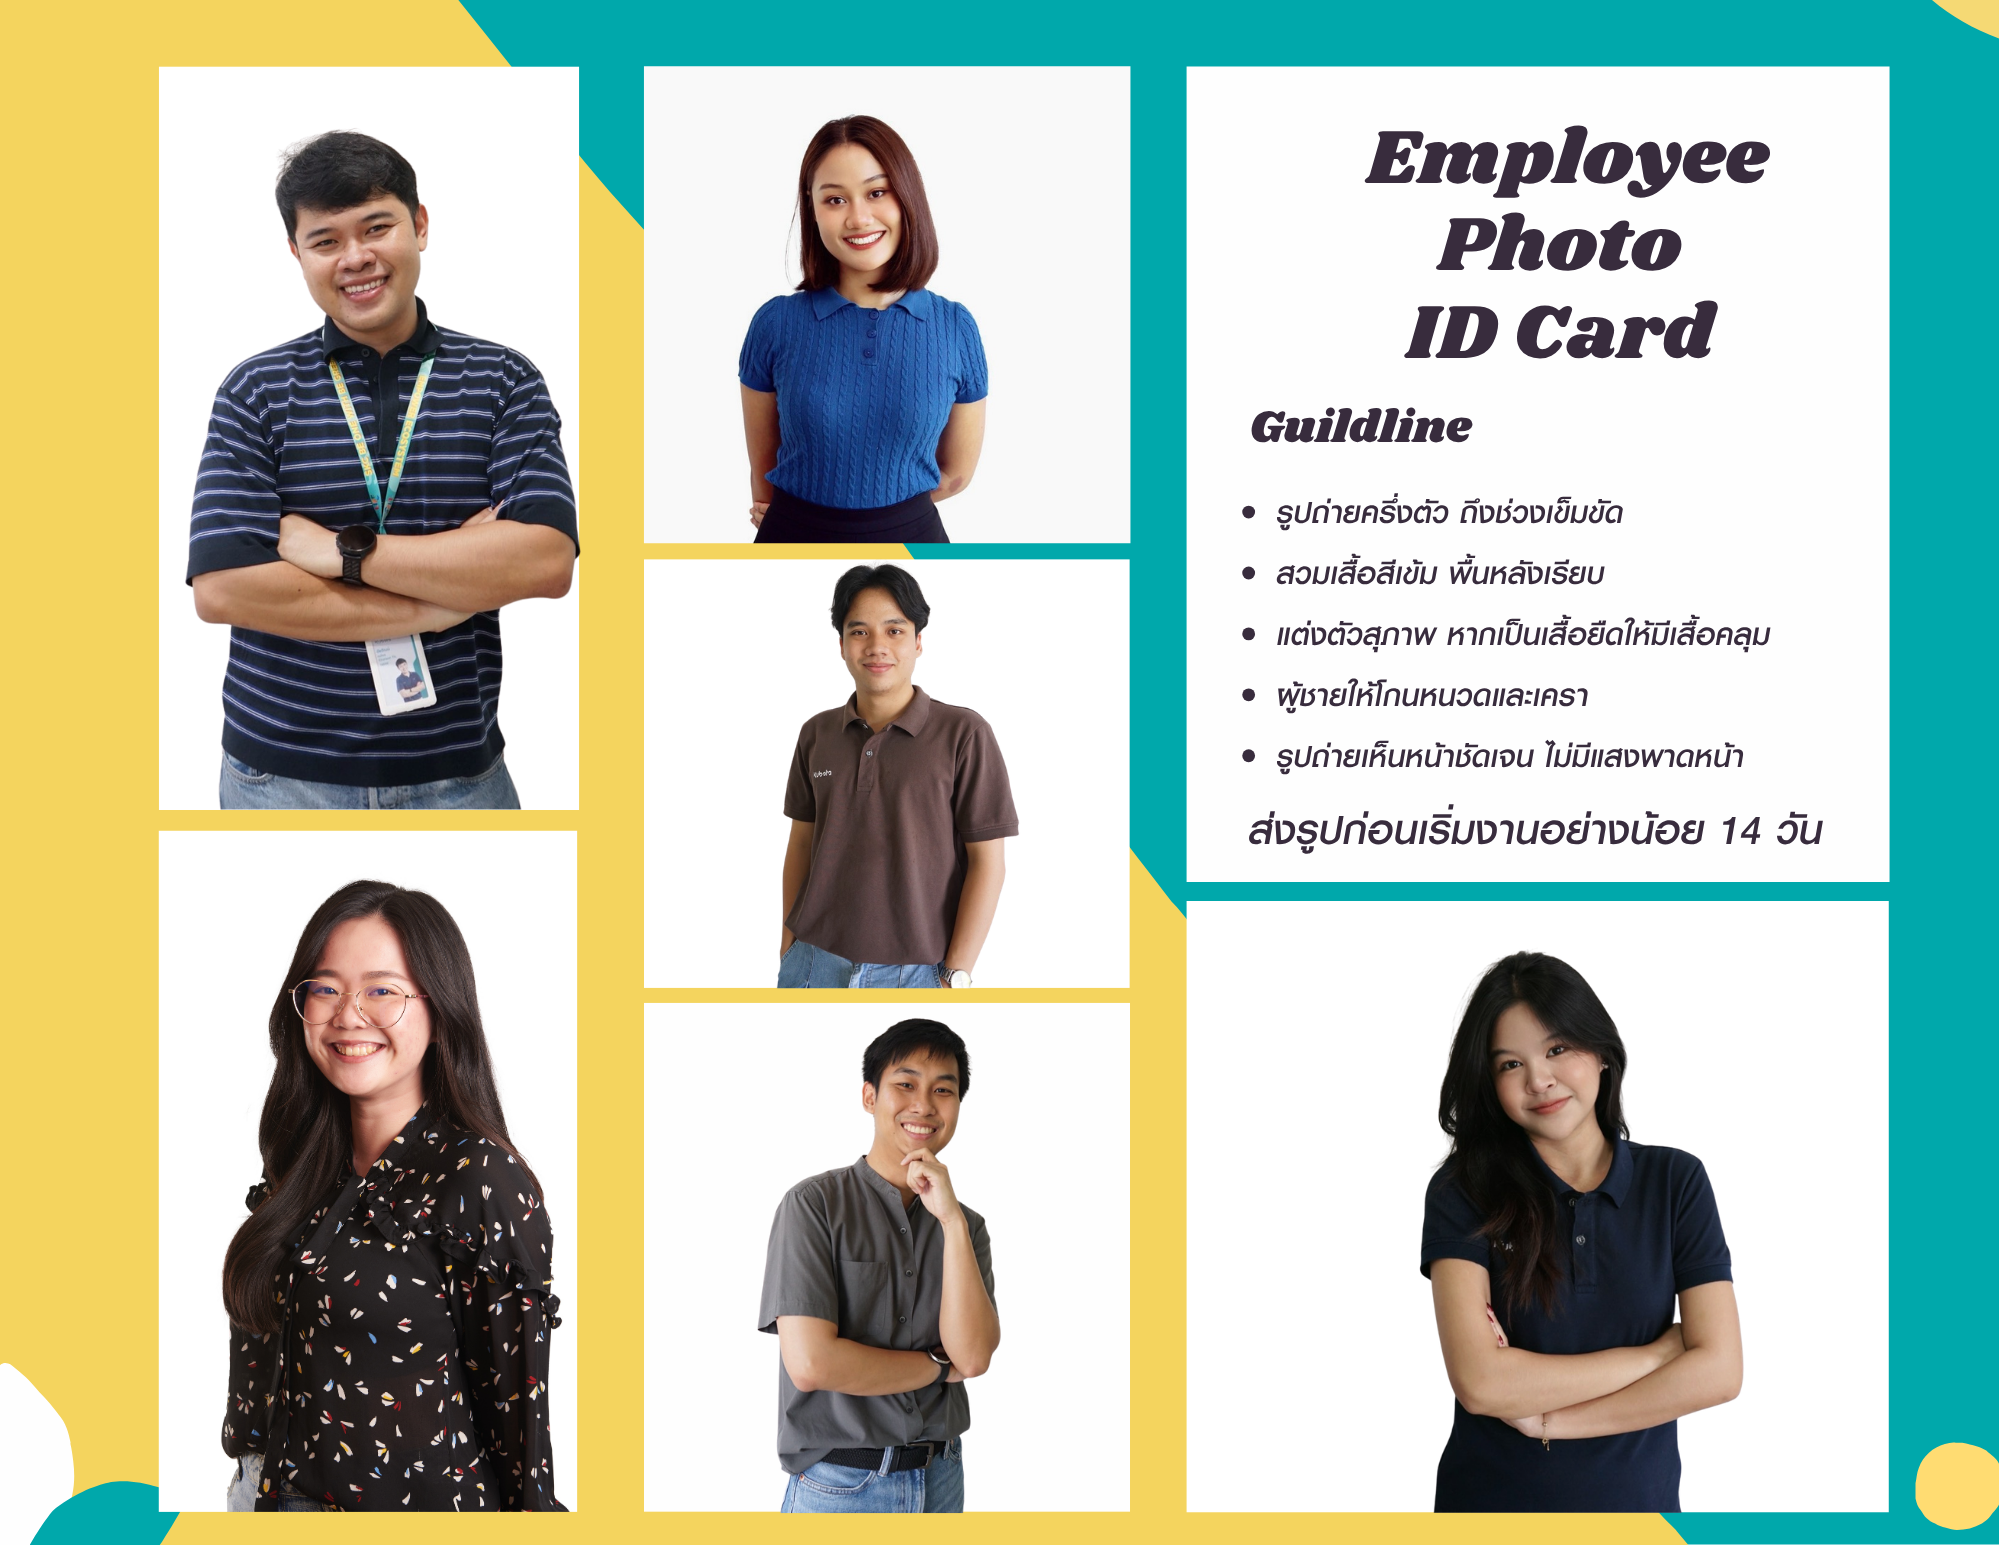 Employee
Photo
ID Card
Guildline
• รูปถ่ายครึ่งตัว ถึงช่วงเข็มขัด
• สวมเสื้อสีเข้ม พื้นหลังเรียบ
• แต่งตัวสุภาพ หากเป็นเสื้อยืดให้มีเสื้อคลุม
• ผู้ชายให้โกนหนวดและเครา
• รูปถ่ายเห็นหน้าชัดเจน ไม่มีแสงพาดหน้า
ส่งรูปก่อนเริ่มงานอย่างน้อย 14 วัน
Kubota